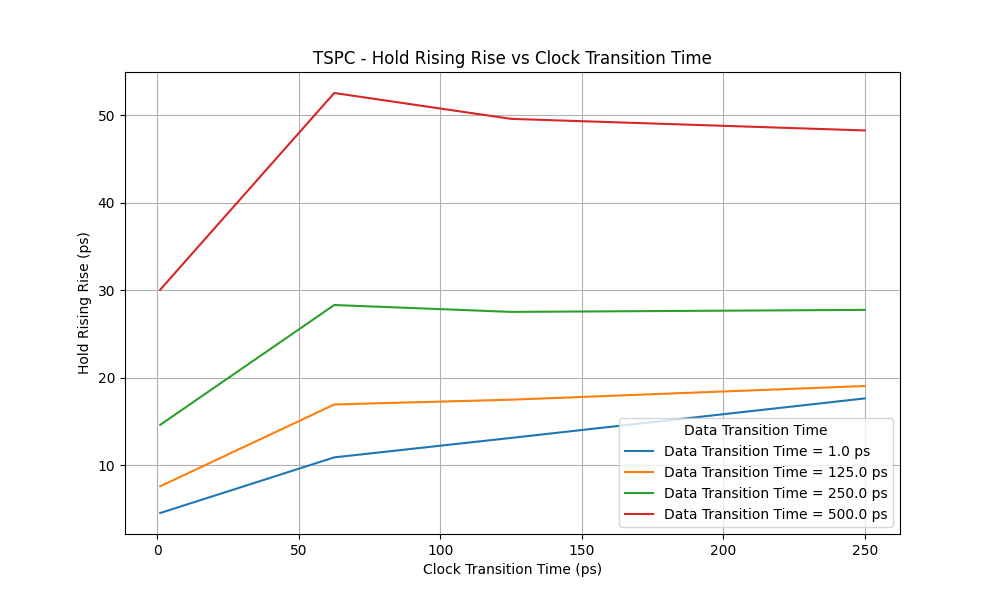 TSPC - Hold Rising Rise vs Clock Transition Time
Hold Rising Rise (ps)
50
40
30
20
10
0
50
100
150
200
250
Clock Transition Time (ps)
Data Transition Time
Data Transition Time = 1.0 ps
Data Transition Time = 125.0 ps
Data Transition Time = 250.0 ps
Data Transition Time = 500.0 ps